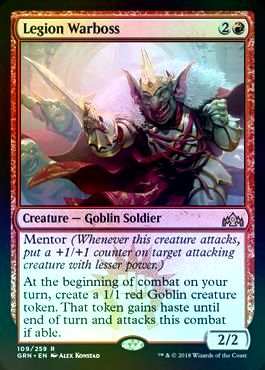 Legion Warboss 2
Creature — Goblin Soldier
Mentor (Whenever this creature attacks,
put a +1/+1 counter on target attacking
creature with lesser power.)
At the beginning of combat on your
turn, create a 1/1 red Goblin creature
token. That token gains haste until
end of turn and attacks this combat
if able.
2/2
109/259 R
GRN • EN Alex Konstad
™ & © 2018 Wizards of the Coast